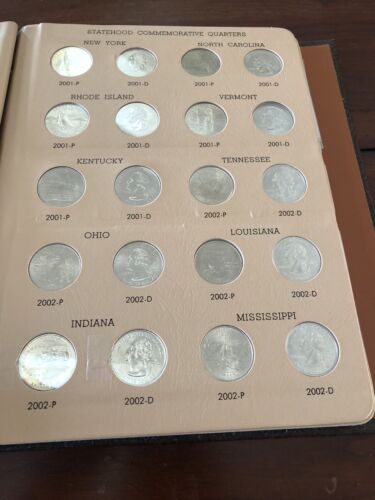 STATEHOOD COMMEMORATIVE QUARTERS
NEW YORK NORTH CAROLINA
2001-P 2001-D 2001-P 2001-D
RHODE ISLAND VERMONT
2001-P 2001-D 2001-P 2001-D
KENTUCKY TENNESSEE
2001-P 2001-D 2002-P 2002-D
OHIO LOUISIANA
2002-P 2002-D 2002-P 2002-D
INDIANA MISSISSIPPI
2002-P 2002-D 2002-P 2002-D